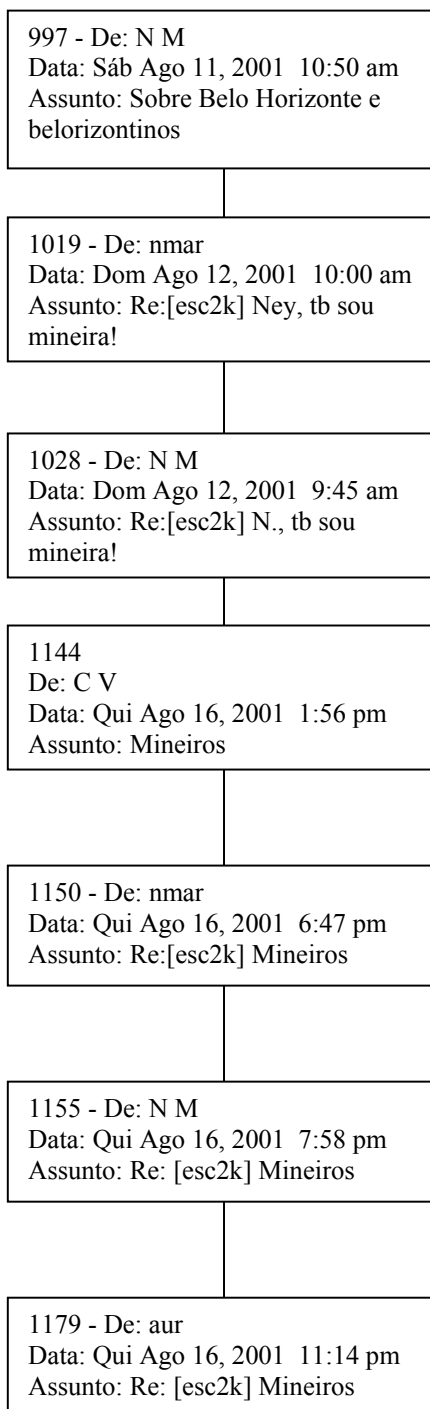 997 - De: N M
Data: Sáb Ago 11, 2001  10:50 am
Assunto: Sobre Belo Horizonte e
belorizontinos
1019 - De: nmar
Data: Dom Ago 12, 2001  10:00 am
Assunto: Re:[esc2k] Ney, tb sou
mineira!
1028 - De: N M
Data: Dom Ago 12, 2001  9:45 am
Assunto: Re:[esc2k] N., tb sou
mineira!
1144
De: C V
Data: Qui Ago 16, 2001  1:56 pm
Assunto: Mineiros
1150 - De: nmar
Data: Qui Ago 16, 2001  6:47 pm
Assunto: Re:[esc2k] Mineiros
1155 - De: N M
Data: Qui Ago 16, 2001  7:58 pm
Assunto: Re: [esc2k] Mineiros
1179 - De: aur
Data: Qui Ago 16, 2001  11:14 pm
Assunto: Re: [esc2k] Mineiros